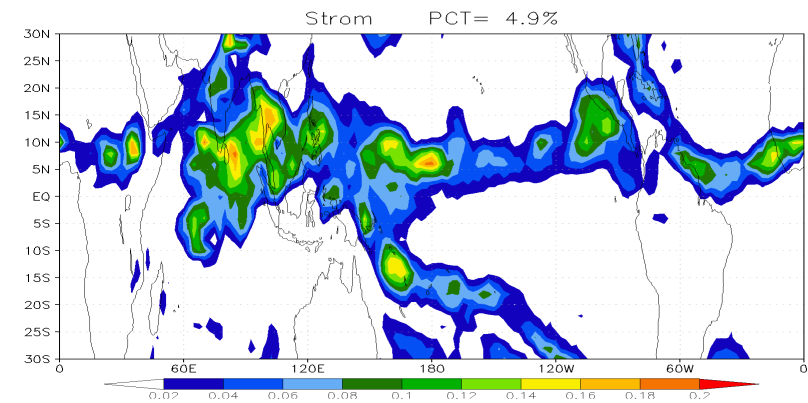 Strom PCT= 4.9%
30N
25N
20N
15N
10N
5N
EQ
5S
10S
15S
20S
25S
30S
0 60E 120E 180 120W 60W 0
0.02 0.04 0.06 0.08 0.1 0.12 0.14 0.16 0.18 0.2